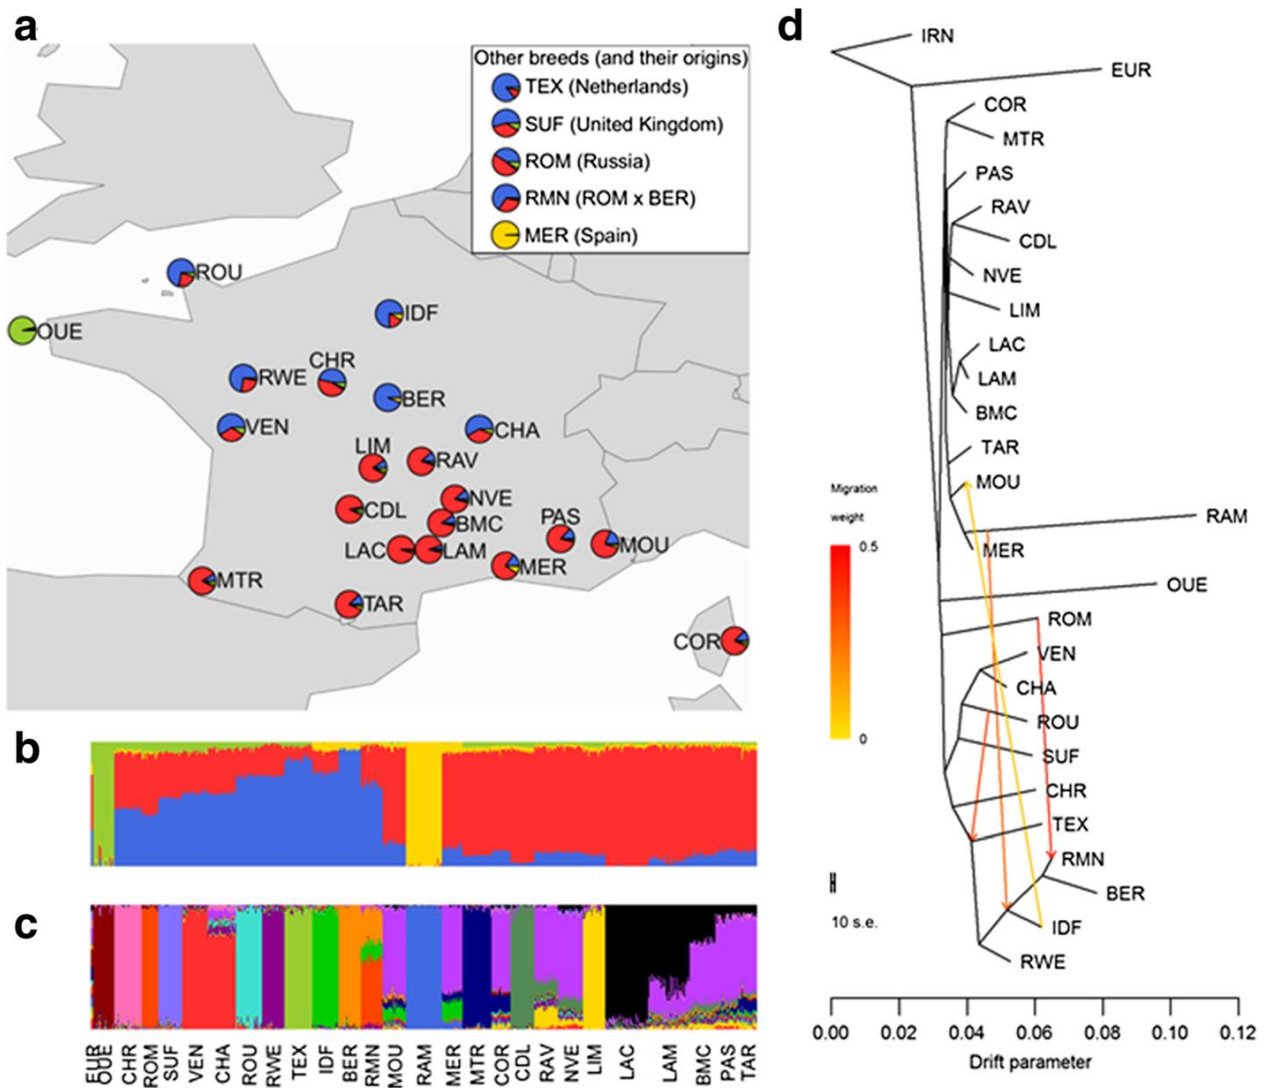 a
Other breeds (and their origins)
TEX (Netherlands)
SUF (United Kingdom)
ROM (Russia)
RMN (ROM x BER)
MER (Spain)
ROU
OUE
IDF
CHR
RWE
BER
VEN
CHA
LIM
RAV
CDL
NVE
BMC
PAS
LAC
LAM
MOU
MER
MTR
TAR
COR
b
c
EUR
OUE
CHR
ROM
SUF
VEN
CHA
ROU
RWE
TEX
IDF
BER
RMN
MOU
RAM
MER
MTR
COR
CDL
RAV
NVE
LIM
LAC
LAM
BMC
PAS
TAR
d
IRN
EUR
COR
MTR
PAS
RAV
CDL
NVE
LIM
LAC
LAM
BMC
TAR
MOU
RAM
MER
OUE
ROM
VEN
CHA
ROU
SUF
CHR
TEX
RMN
BER
IDF
RWE
Migration
weight
0.5
0
10 s.e.
0.00 0.02 0.04 0.06 0.08 0.10 0.12
Drift parameter